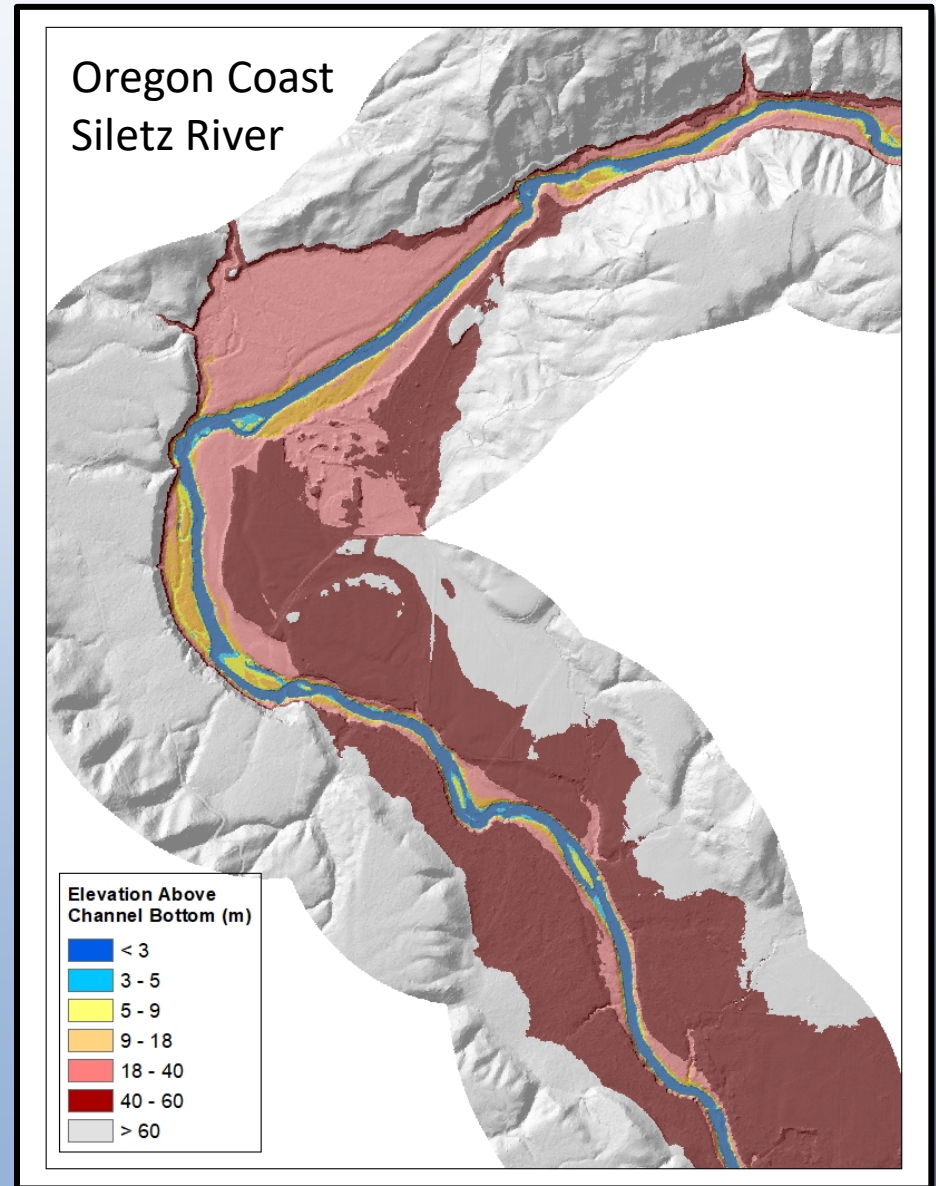 Oregon Coast
Siletz River
Elevation Above
Channel Bottom (m)
< 3
3 - 5
5 - 9
9 - 18
18 - 40
40 - 60
> 60